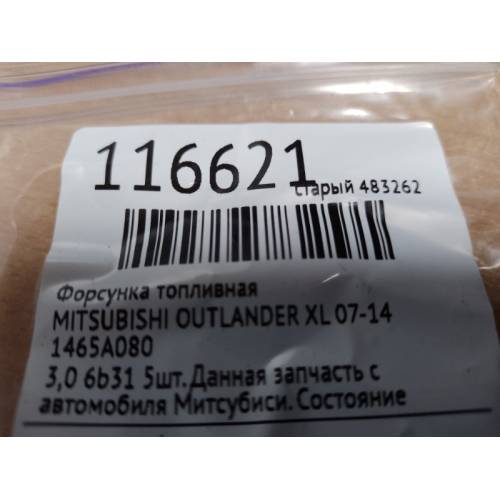 116621
старый 483262
Форсунка топливная
MITSUBISHI OUTLANDER XL 07-14
1465A080
3,0 6b31 5шт. Данная запчасть с
автомобиля Митсубиси. Состояние